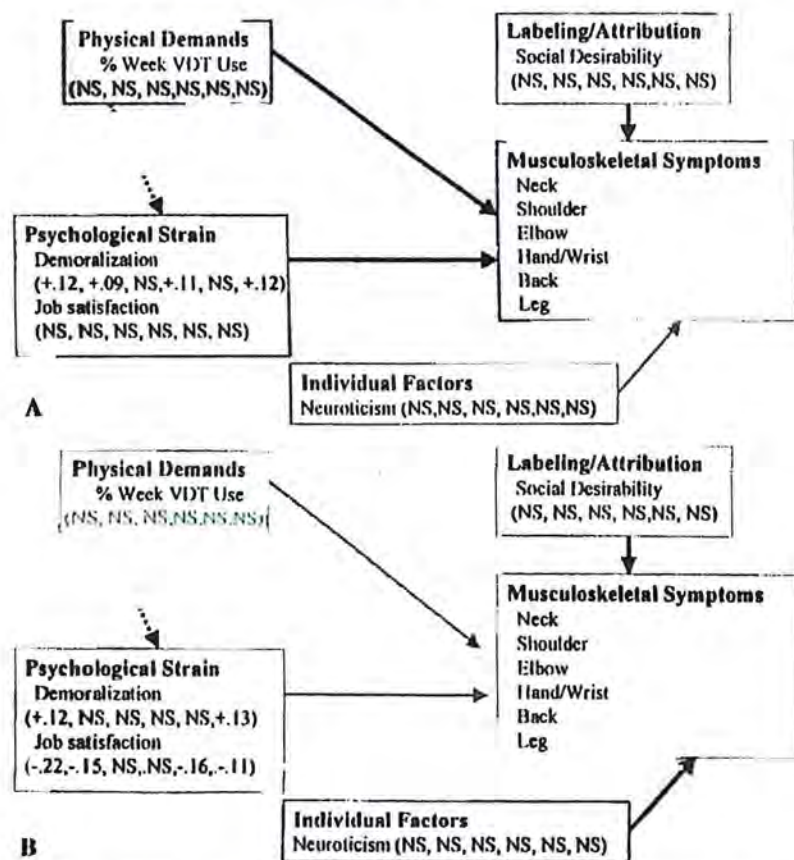 Physical Demands
% Week VDT Use
(NS, NS, NS,NS,NS,NS)
Labeling/Attribution
Social Desirability
(NS, NS, NS, NS,NS, NS)
Musculoskeletal Symptoms
Neck
Shoulder
Elbow
Hand/Wrist
Back
Leg
Psychological Strain
Demoralization
(+.12, +.09, NS,+.11, NS, +.12)
Job satisfaction
(NS, NS, NS, NS, NS, NS)
Individual Factors
Neuroticism (NS,NS, NS, NS,NS,NS)
A
Physical Demands
% Week VDT Use
(NS, NS, NS,NS,NS,NS)
Labeling/Attribution
Social Desirability
(NS, NS, NS, NS,NS, NS)
Musculoskeletal Symptoms
Neck
Shoulder
Elbow
Hand/Wrist
Back
Leg
Psychological Strain
Demoralization
(+.12, NS, NS, NS, NS,+.13)
Job satisfaction
(-.22,-.15, NS,.NS,-.16,.-.11)
Individual Factors
Neuroticism (NS, NS, NS, NS, NS, NS)
B